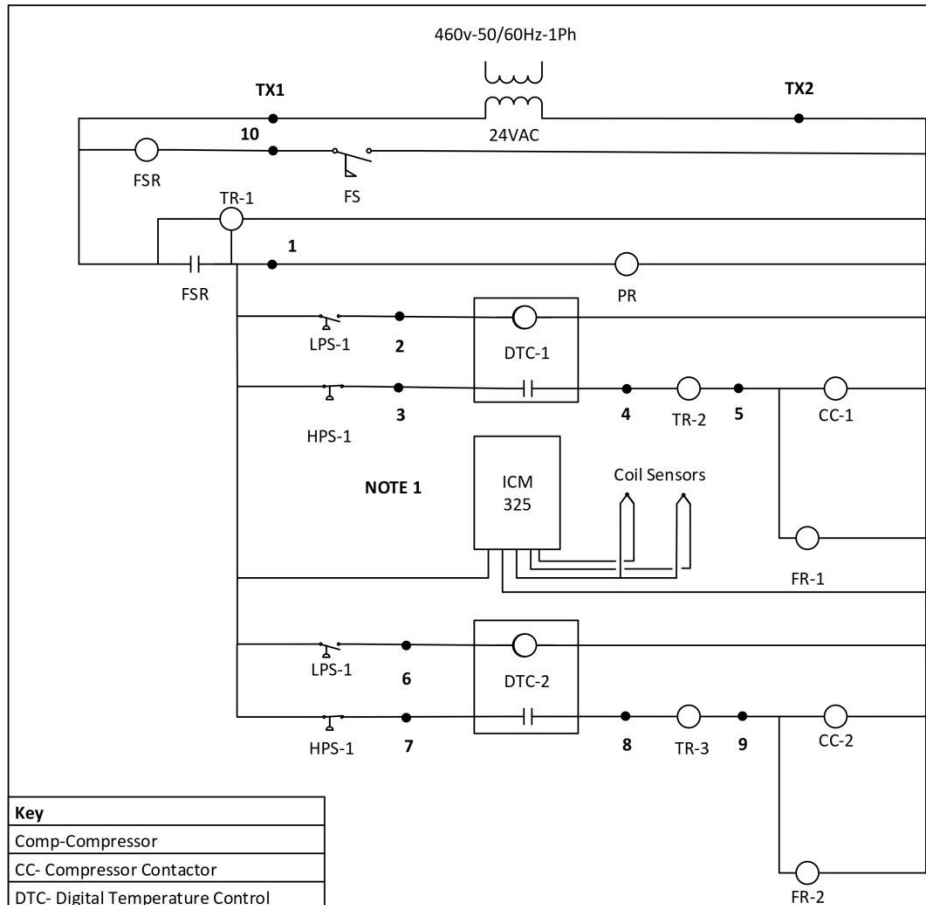 460v-50/60Hz-1Ph
TX1
TX2
24VAC
10
FSR
FS
TR-1
1
FSR
PR
LPS-1
2
DTC-1
HPS-1
3
4
TR-2
5
CC-1
NOTE 1
ICM
325
Coil Sensors
FR-1
LPS-1
6
DTC-2
HPS-1
7
8
TR-3
9
CC-2
FR-2
Key
Comp-Compressor
CC- Compressor Contactor
DTC- Digital Temperature Control